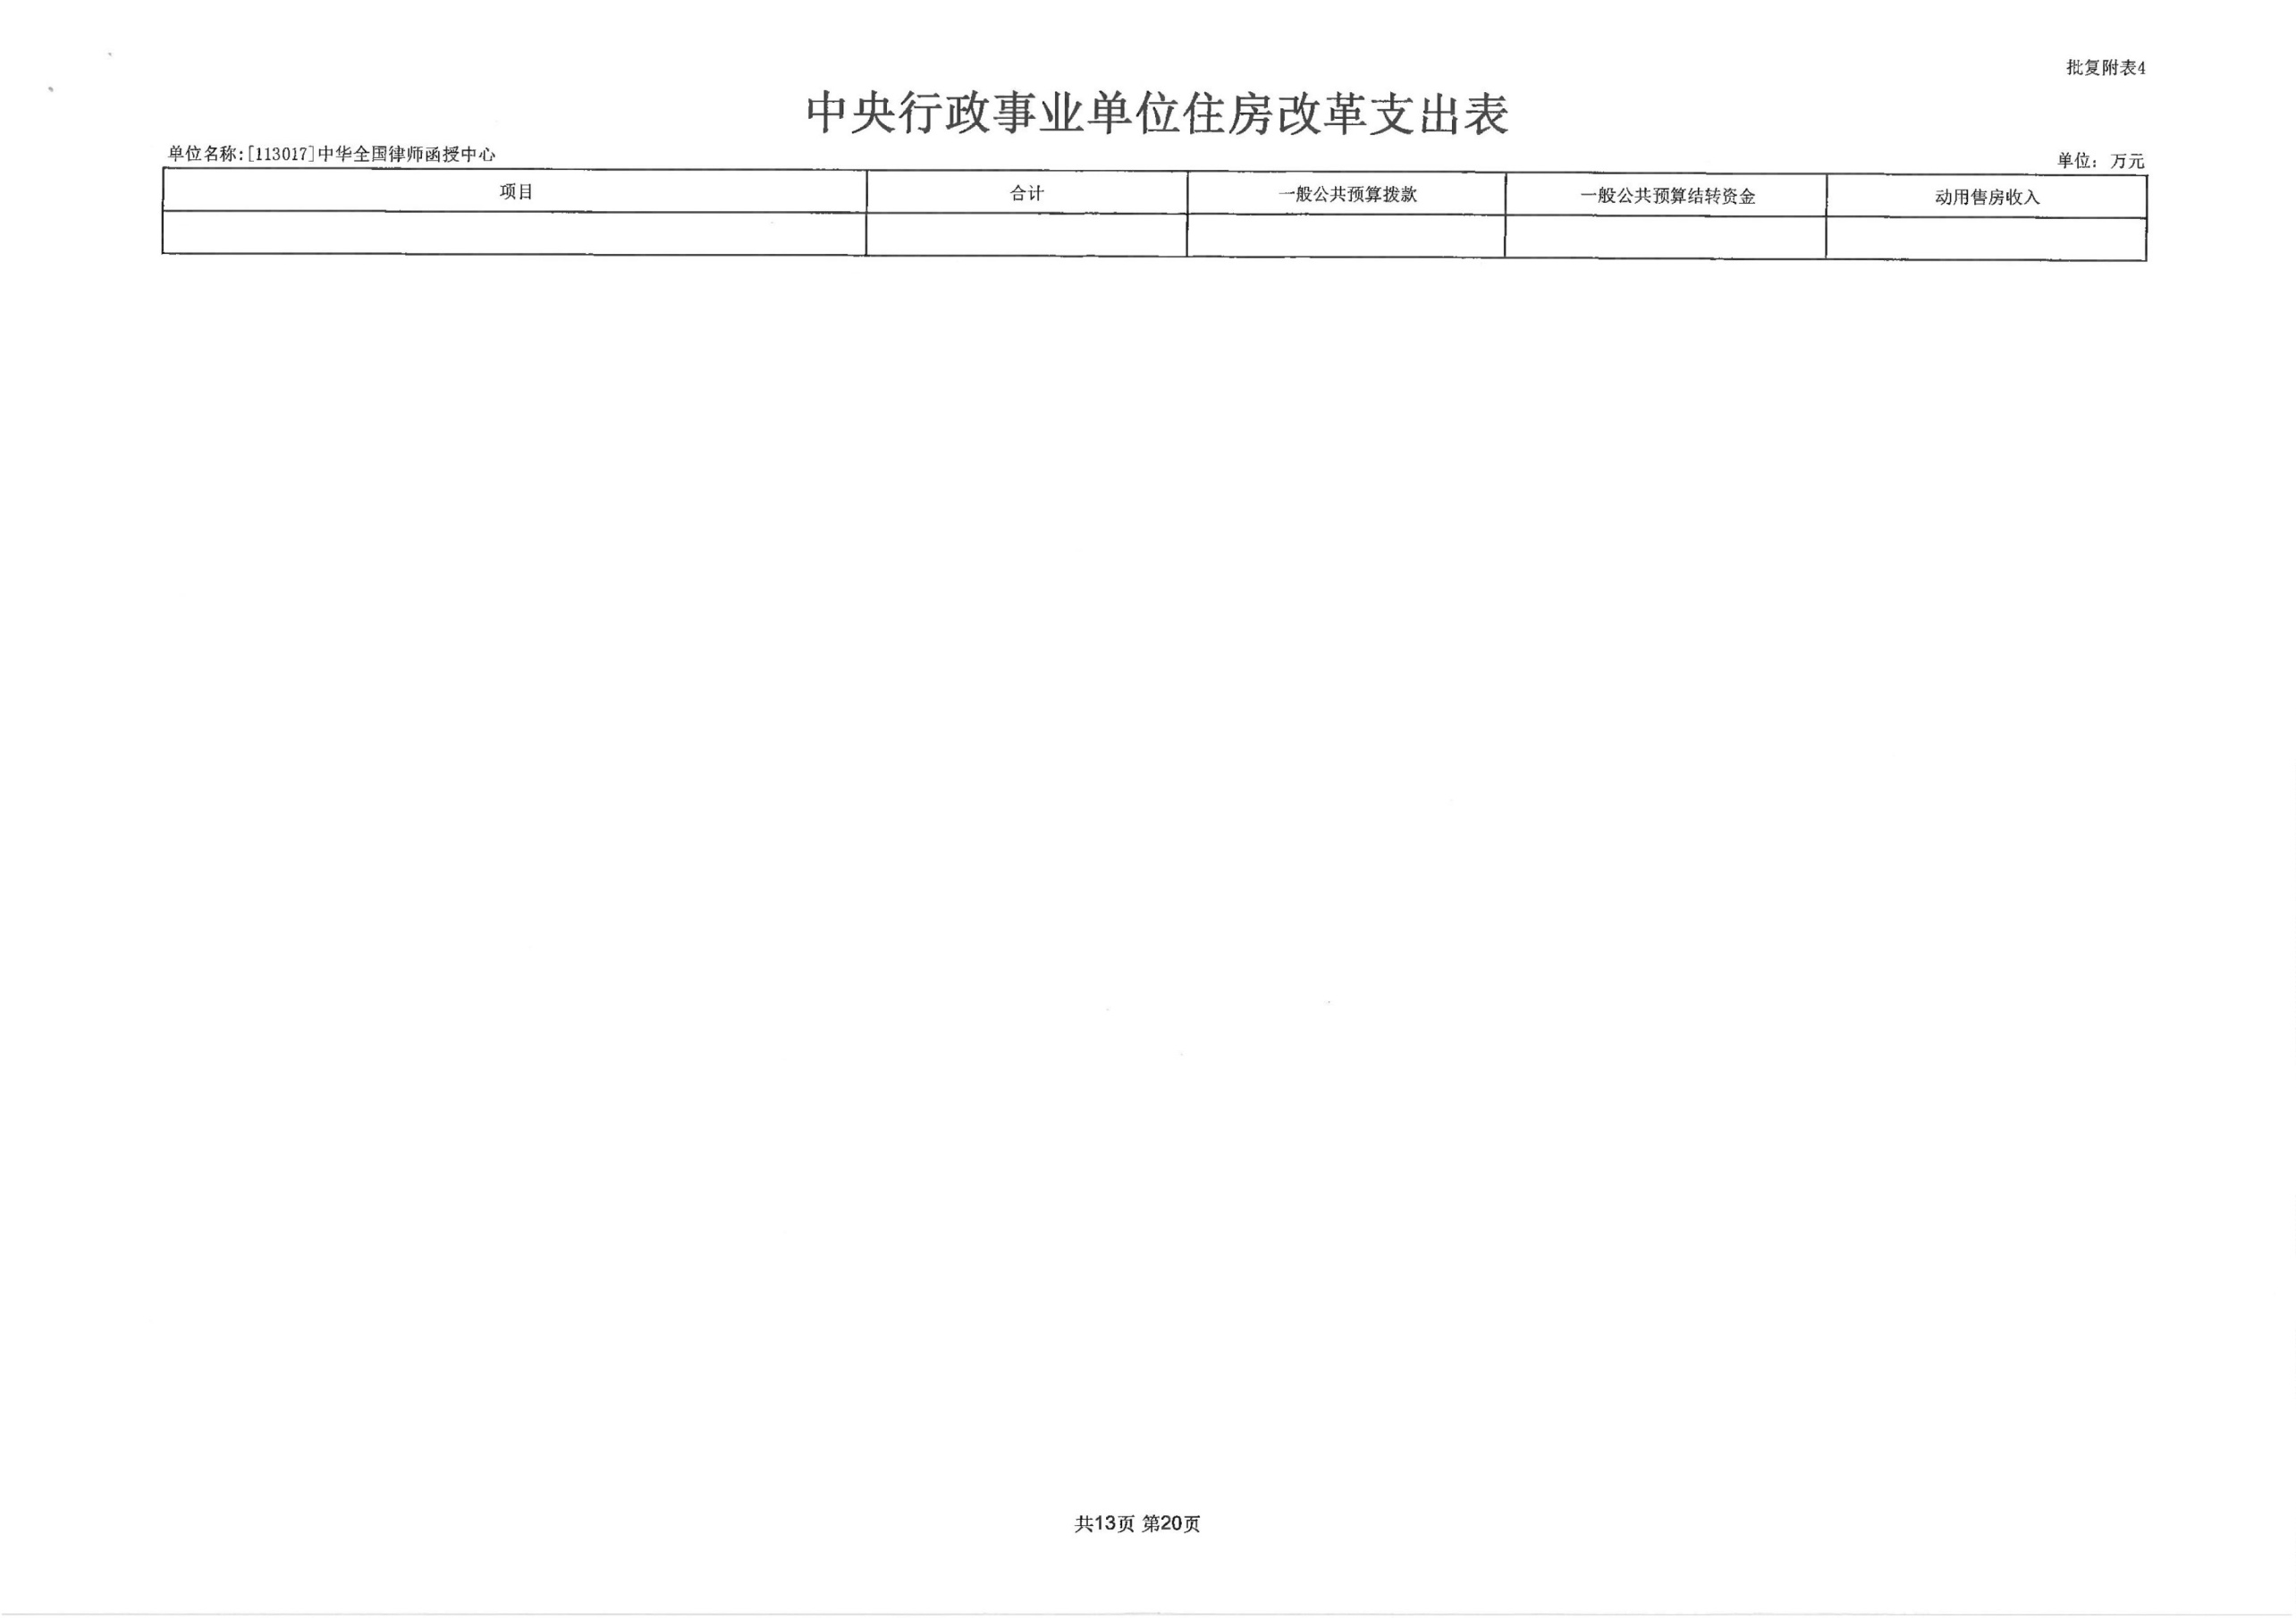 批复附表4
中央行政事业单位住房改革支出表
单位名称:[113017]中华全国律师函授中心
单位：万元
项目 合计 一般公共预算拨款 一般公共预算结转资金 动用售房收入
共13页 第20页